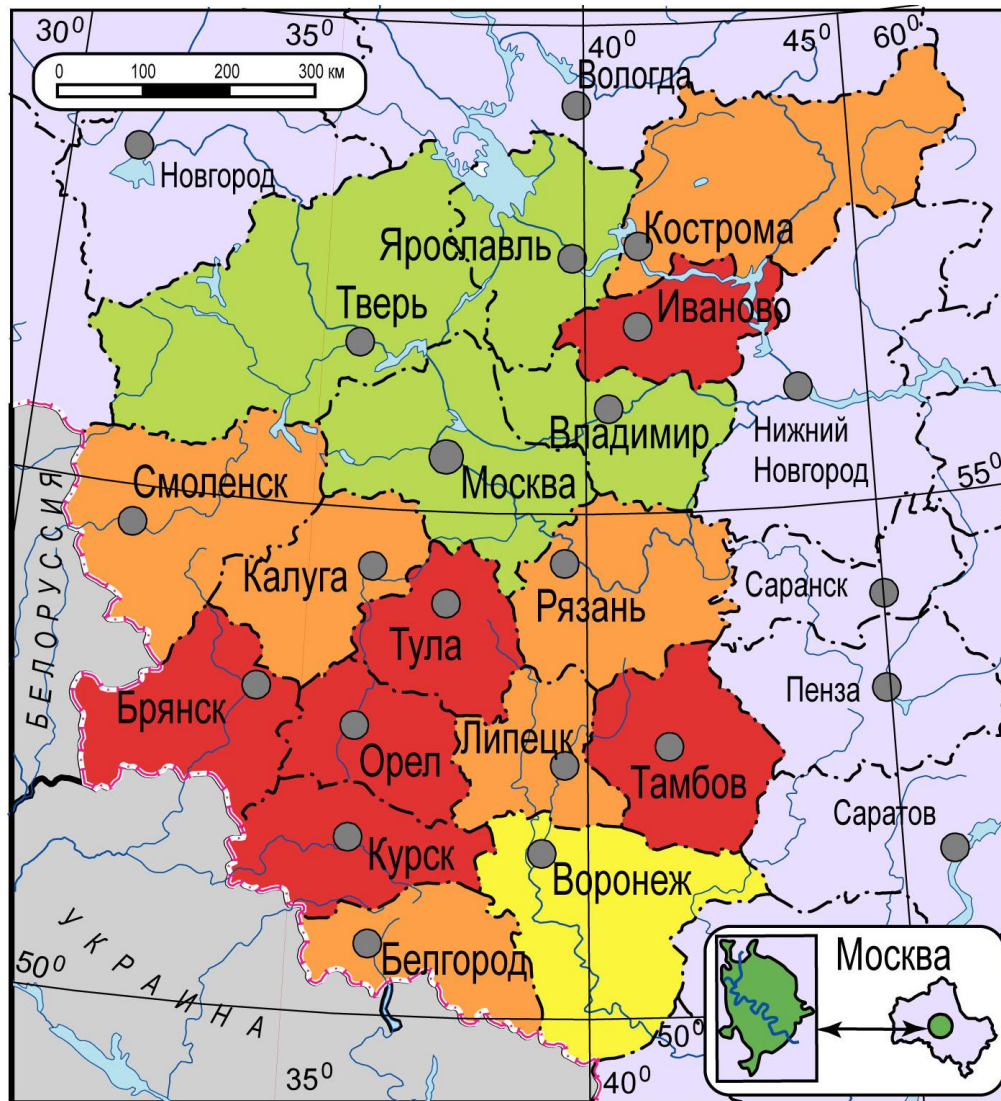 30⁰
35⁰
40⁰
45⁰
60⁰
0 100 200 300 км
Вологда
Новгород
Кострома
Ярославль
Иваново
Тверь
Владимир
Нижний
Новгород
Москва
55⁰
Смоленск
БЕЛОРУССИЯ
Калуга
Рязань
Саранск
Тула
Брянск
Пенза
Орел
Липецк
Тамбов
Саратов
Курск
Воронеж
УКРАИНА
Белгород
Москва
50⁰
50⁰
35⁰
40⁰